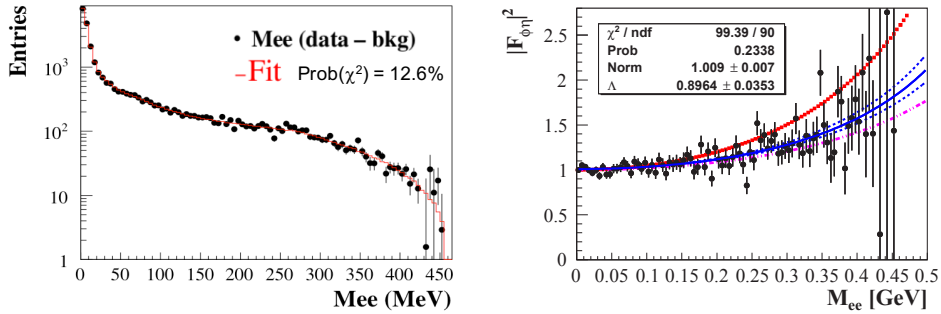 Entries
10³
10²
10
1
Mee (data – bkg)
Fit Prob(χ²) = 12.6%
0 50 100 150 200 250 300 350 400 450
Mee (MeV)
|F_ϕη|²
2.5
2
1.5
1
0.5
0
χ² / ndf 99.39 / 90
Prob 0.2338
Norm 1.009 ± 0.007
Λ 0.8964 ± 0.0353
0 0.05 0.1 0.15 0.2 0.25 0.3 0.35 0.4 0.45 0.5
M_ee [GeV]